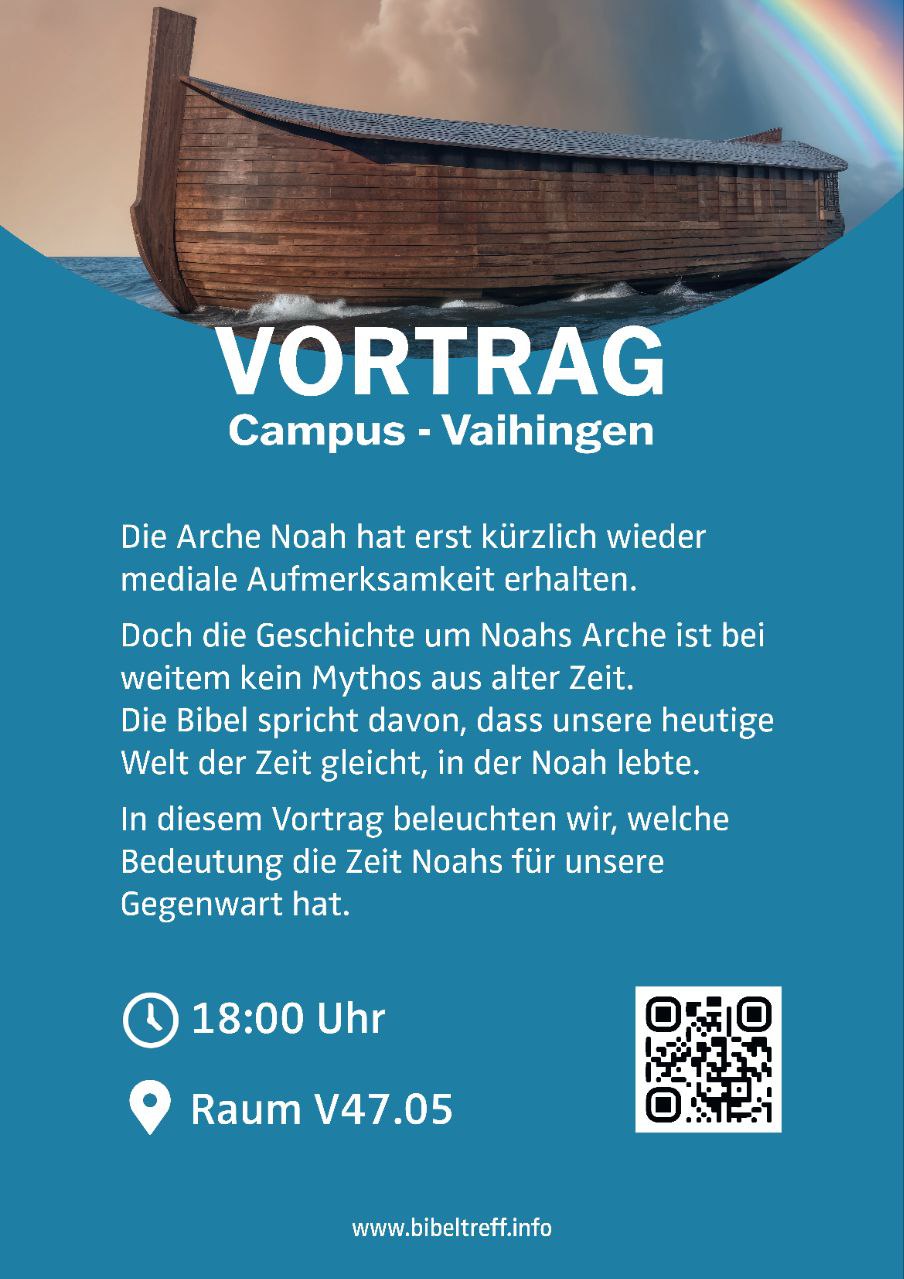 VORTRAG
Campus - Vaihingen
Die Arche Noah hat erst kürzlich wieder
mediale Aufmerksamkeit erhalten.
Doch die Geschichte um Noahs Arche ist bei
weitem kein Mythos aus alter Zeit.
Die Bibel spricht davon, dass unsere heutige
Welt der Zeit gleicht, in der Noah lebte.
In diesem Vortrag beleuchten wir, welche
Bedeutung die Zeit Noahs für unsere
Gegenwart hat.
18:00 Uhr
Raum V47.05
www.bibeltreff.info